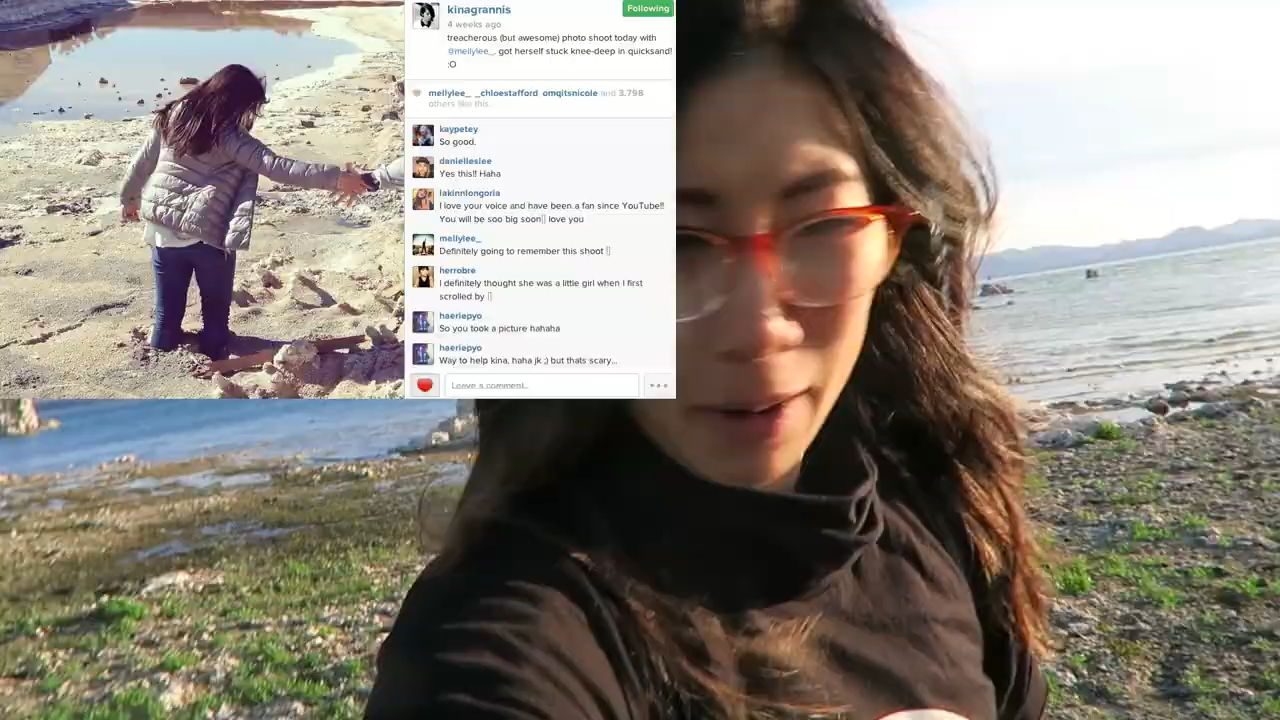 kinagrannis
Following
4 weeks ago
treacherous (but awesome) photo shoot today with
@mellylee_. got herself stuck knee-deep in quicksand!
:O
mellylee_ _chloestafford omqitsnicole and 3,798
others like this.
kaypetey
So good.
danielleslee
Yes this!! Haha
lakinnlongoria
I love your voice and have been a fan since YouTube!!
You will be soo big soon love you
mellylee_
Definitely going to remember this shoot
herrobre
I definitely thought she was a little girl when I first
scrolled by
haeriepyo
So you took a picture hahaha
haeriepyo
Way to help kina, haha jk ;) but thats scary...
Leave a comment...